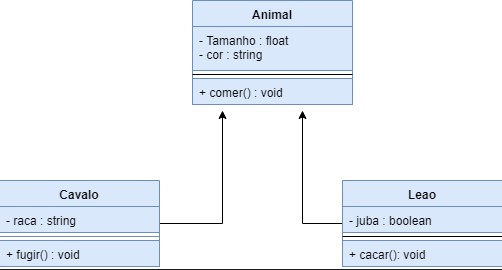 Animal
- Tamanho : float
- cor : string
+ comer() : void
Cavalo
- raca : string
+ fugir() : void
Leao
- juba : boolean
+ cacar(): void